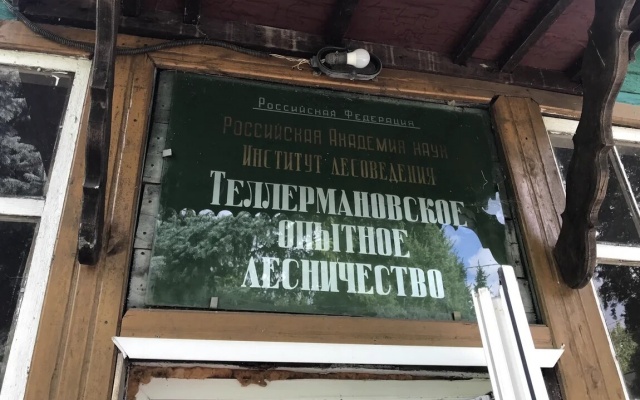 Российская Федерация
Российская Академия наук
Институт лесоведения
Теллермановское
опытное
лесничество